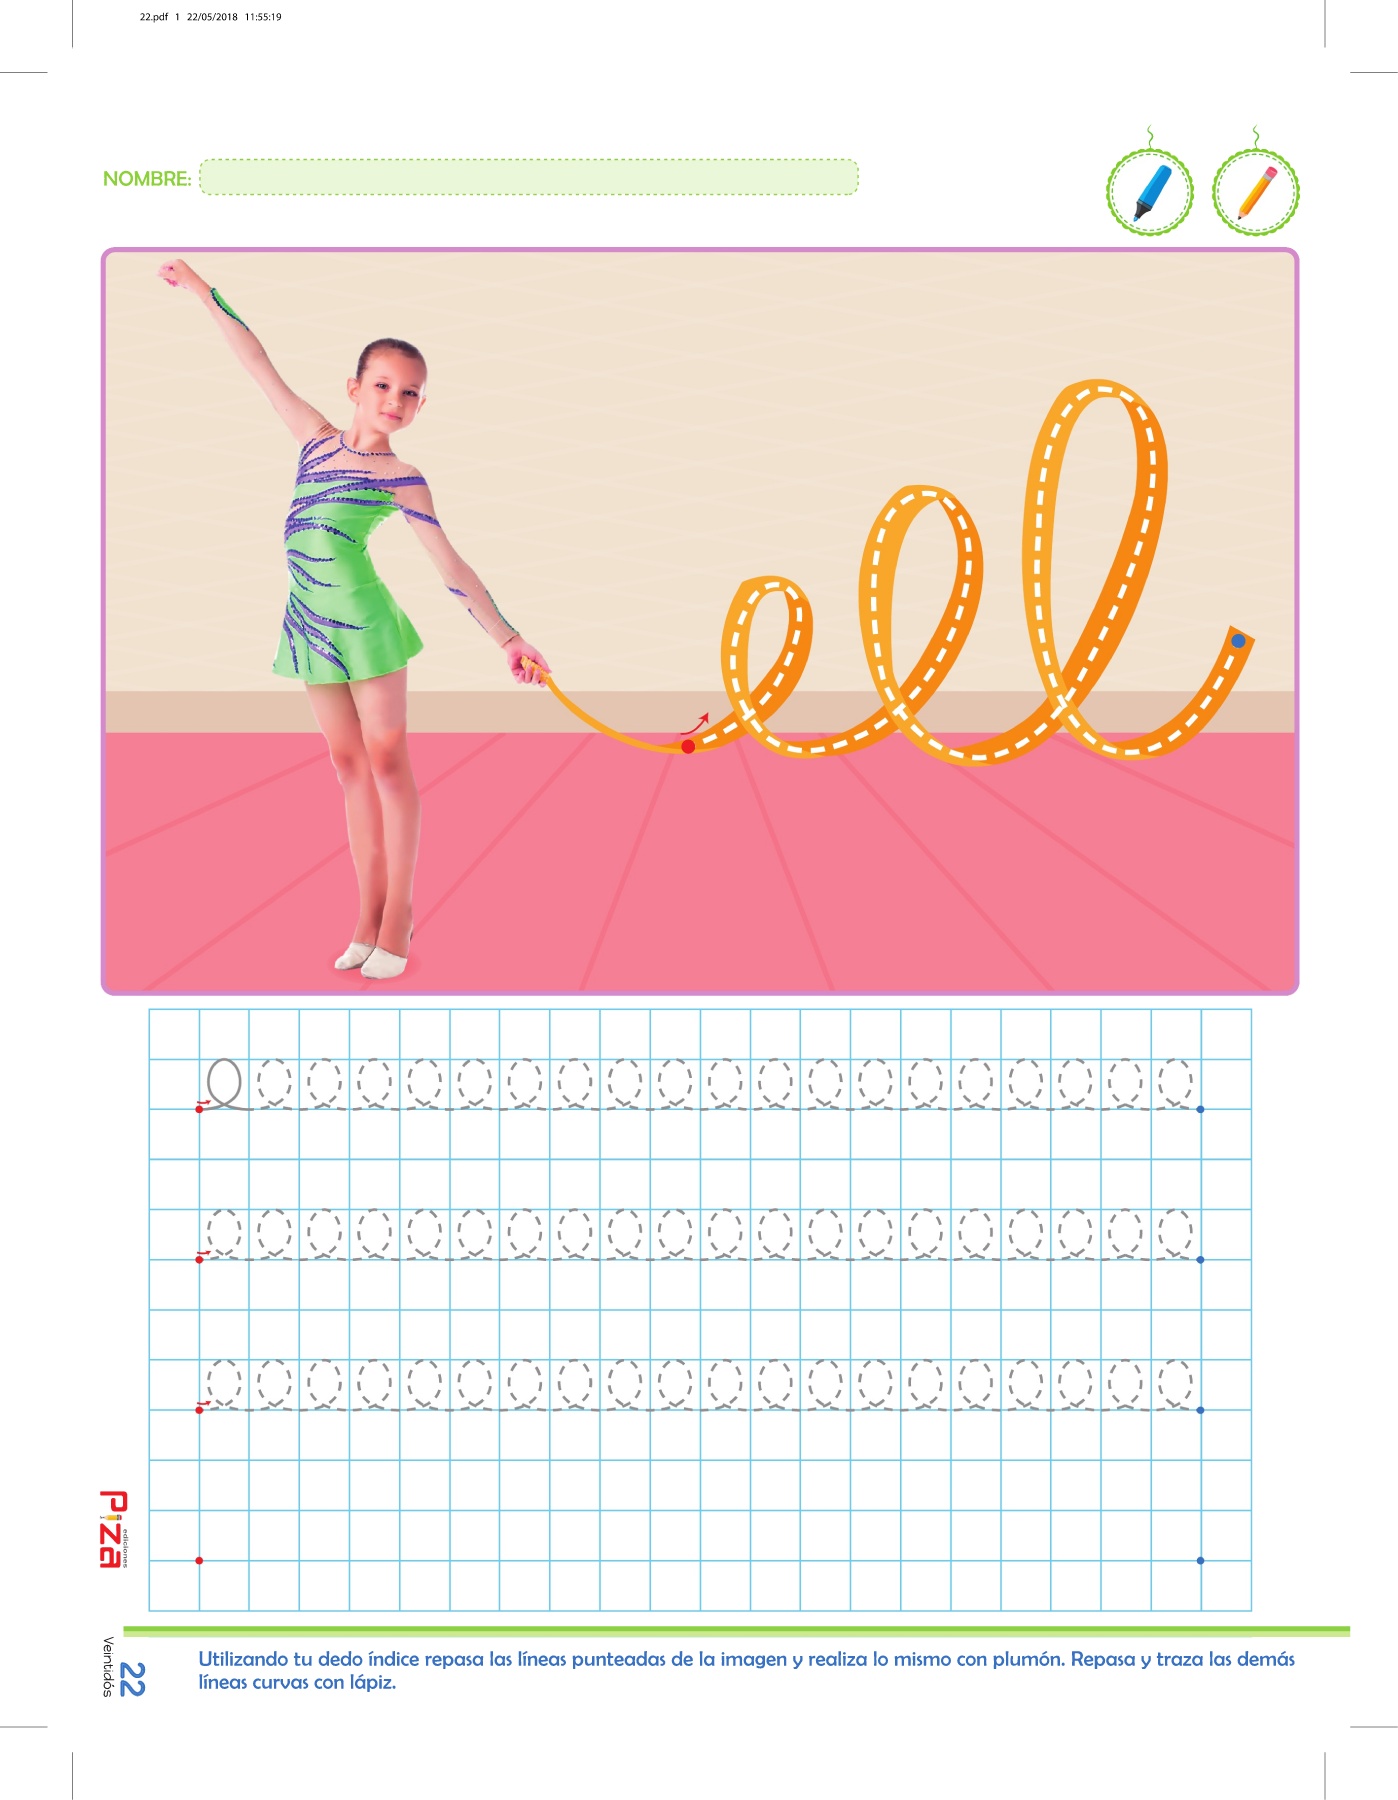 22.pdf 1 22/05/2018 11:55:19
NOMBRE:
Piza
ediciones
Veintidós
22
Utilizando tu dedo índice repasa las líneas punteadas de la imagen y realiza lo mismo con plumón. Repasa y traza las demás
líneas curvas con lápiz.